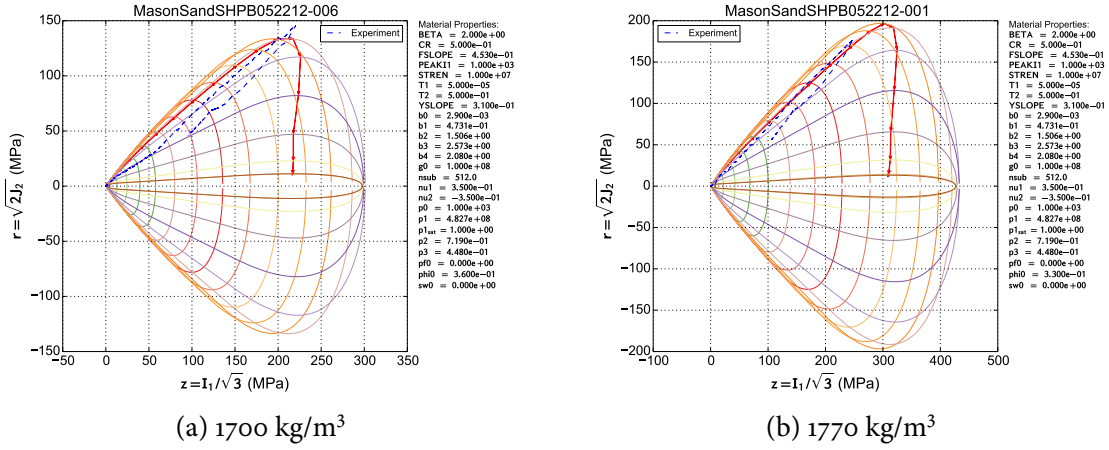 MasonSandSHPB052212-006
150
100
50
0
−50
−100
−150
−50
0
50
100
150
200
250
300
350
r = √2J₂ (MPa)
z = I₁/√3 (MPa)
Experiment
Material Properties:
BETA = 2.000e+00
CR = 5.000e−01
FSLOPE = 4.530e−01
PEAKI1 = 1.000e+03
STREN = 1.000e+07
T1 = 5.000e−05
T2 = 5.000e−01
YSLOPE = 3.100e−01
b0 = 2.900e−03
b1 = 4.731e−01
b2 = 1.506e+00
b3 = 2.573e+00
b4 = 2.080e+00
g0 = 1.000e+08
nsub = 512.0
nu1 = 3.500e−01
nu2 = −3.500e−01
p0 = 1.000e+03
p1 = 4.827e+08
p1sat = 1.000e+00
p2 = 7.190e−01
p3 = 4.480e−01
pf0 = 0.000e+00
phi0 = 3.600e−01
sw0 = 0.000e+00
(a) 1700 kg/m³
MasonSandSHPB052212-001
200
150
100
50
0
−50
−100
−150
−200
−100
0
100
200
300
400
500
r = √2J₂ (MPa)
z = I₁/√3 (MPa)
Experiment
Material Properties:
BETA = 2.000e+00
CR = 5.000e−01
FSLOPE = 4.530e−01
PEAKI1 = 1.000e+03
STREN = 1.000e+07
T1 = 5.000e−05
T2 = 5.000e−01
YSLOPE = 3.100e−01
b0 = 2.900e−03
b1 = 4.731e−01
b2 = 1.506e+00
b3 = 2.573e+00
b4 = 2.080e+00
g0 = 1.000e+08
nsub = 512.0
nu1 = 3.500e−01
nu2 = −3.500e−01
p0 = 1.000e+03
p1 = 4.827e+08
p1sat = 1.000e+00
p2 = 7.190e−01
p3 = 4.480e−01
pf0 = 0.000e+00
phi0 = 3.300e−01
sw0 = 0.000e+00
(b) 1770 kg/m³